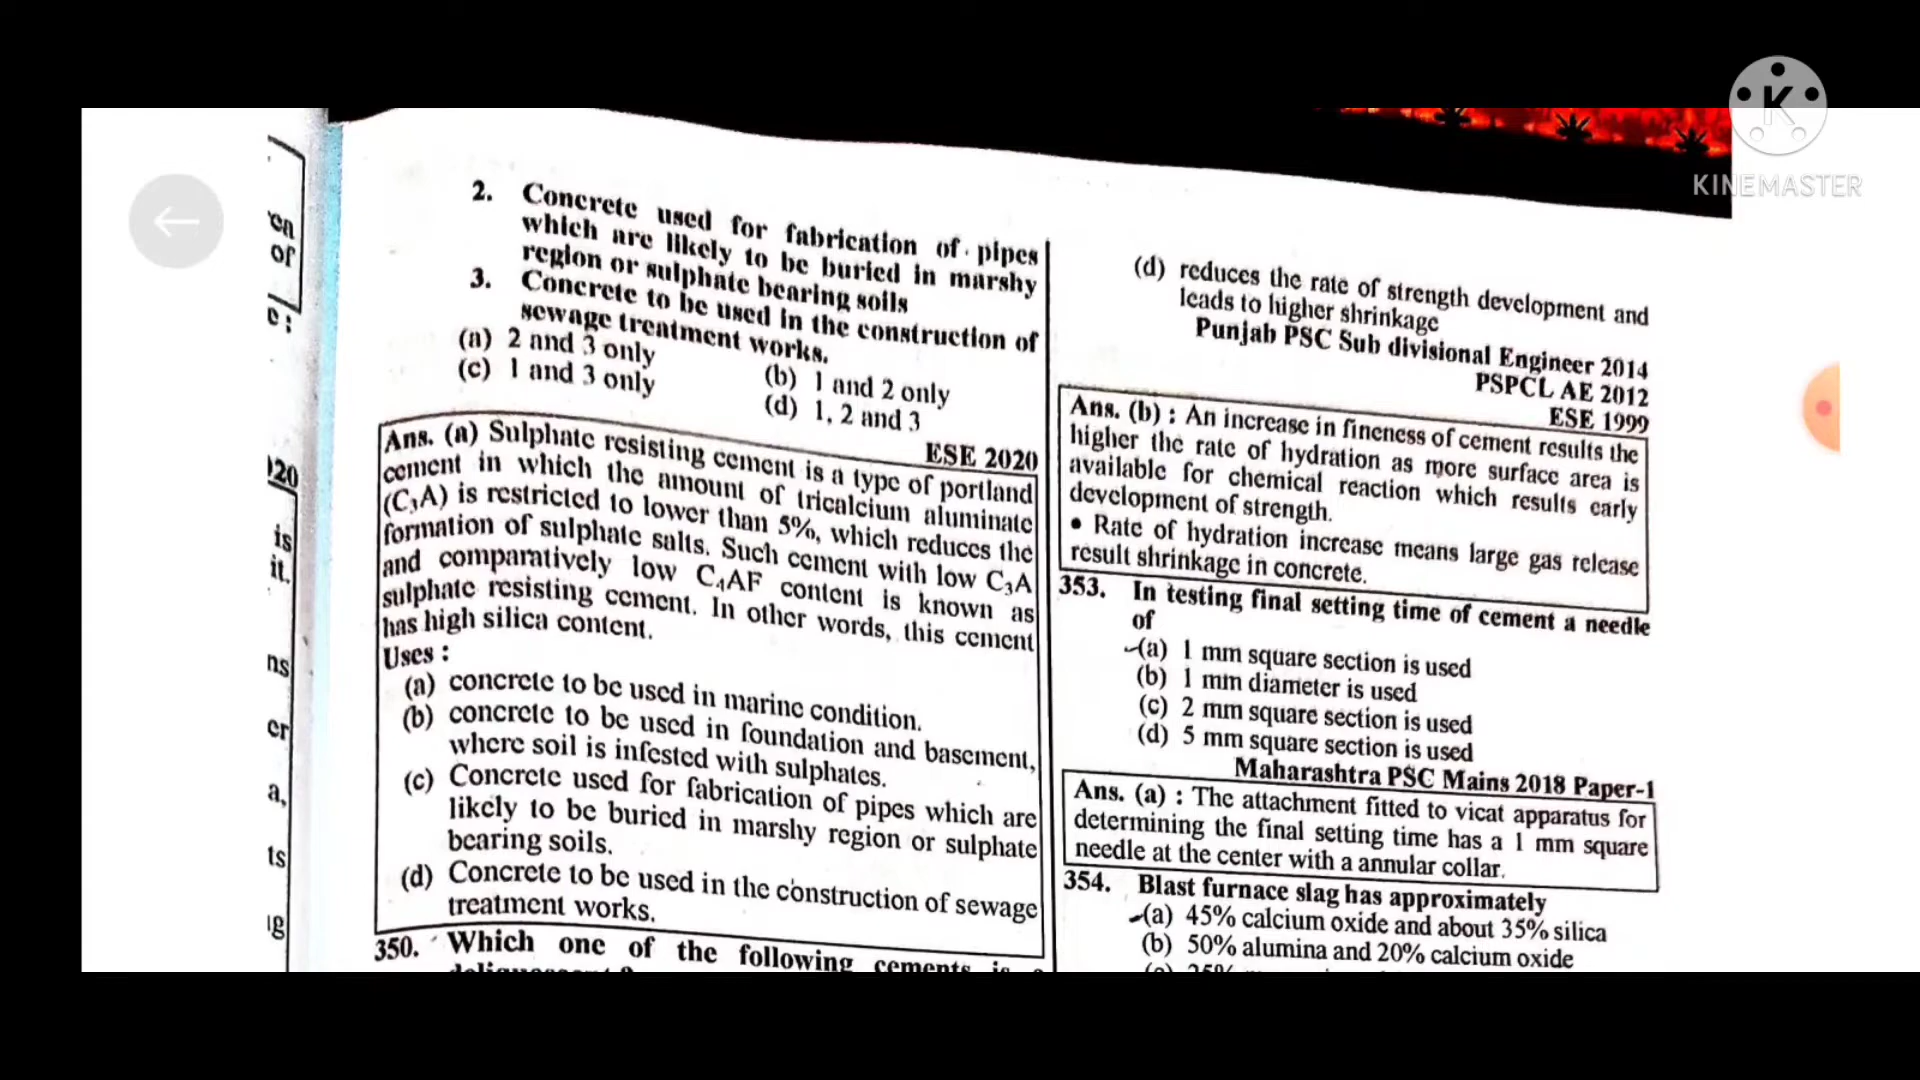 KINEMASTER
'en
of
e:
020
is
it.
ns
er
a,
ts
ig
2. Concrete used for fabrication of pipes
which are likely to be buried in marshy
region or sulphate bearing soils
3. Concrete to be used in the construction of
sewage treatment works.
(a) 2 and 3 only
(b) 1 and 2 only
(c) 1 and 3 only
(d) 1, 2 and 3
ESE 2020
Ans. (a) Sulphate resisting cement is a type of portland
cement in which the amount of tricalcium aluminate
(C₃A) is restricted to lower than 5%, which reduces the
formation of sulphate salts. Such cement with low C₃A
and comparatively low C₄AF content is known as
sulphate resisting cement. In other words, this cement
has high silica content.
Uses :
(a) concrete to be used in marine condition.
(b) concrete to be used in foundation and basement,
where soil is infested with sulphates.
(c) Concrete used for fabrication of pipes which are
likely to be buried in marshy region or sulphate
bearing soils.
(d) Concrete to be used in the construction of sewage
treatment works.
350. Which one of the following cements is a
(d) reduces the rate of strength development and
leads to higher shrinkage
Punjab PSC Sub divisional Engineer 2014
PSPCL AE 2012
ESE 1999
Ans. (b) : An increase in fineness of cement results the
higher the rate of hydration as more surface area is
available for chemical reaction which results early
development of strength.
• Rate of hydration increase means large gas release
result shrinkage in concrete.
353. In testing final setting time of cement a needle
of
(a) 1 mm square section is used
(b) 1 mm diameter is used
(c) 2 mm square section is used
(d) 5 mm square section is used
Maharashtra PSC Mains 2018 Paper-1
Ans. (a) : The attachment fitted to vicat apparatus for
determining the final setting time has a 1 mm square
needle at the center with a annular collar.
354. Blast furnace slag has approximately
(a) 45% calcium oxide and about 35% silica
(b) 50% alumina and 20% calcium oxide